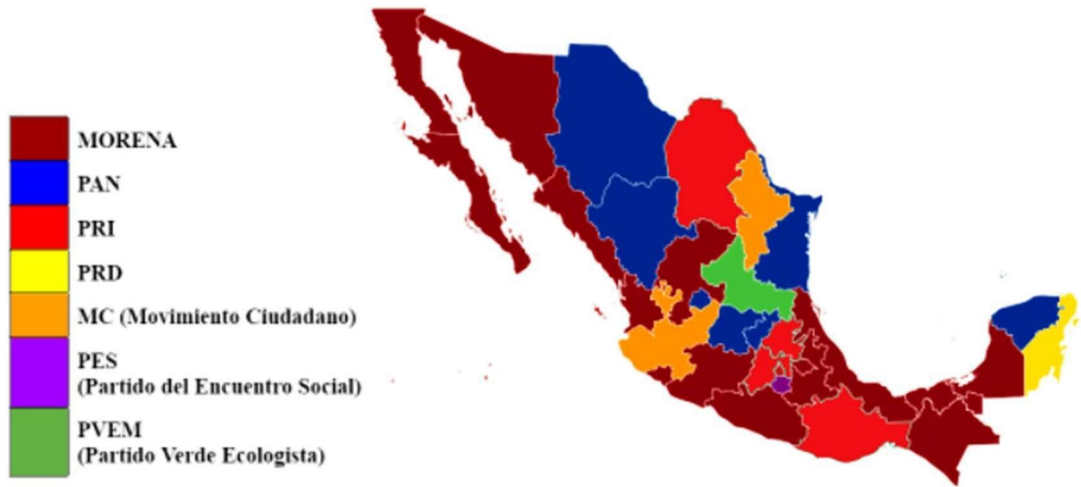 MORENA
PAN
PRI
PRD
MC (Movimiento Ciudadano)
PES
(Partido del Encuentro Social)
PVEM
(Partido Verde Ecologista)